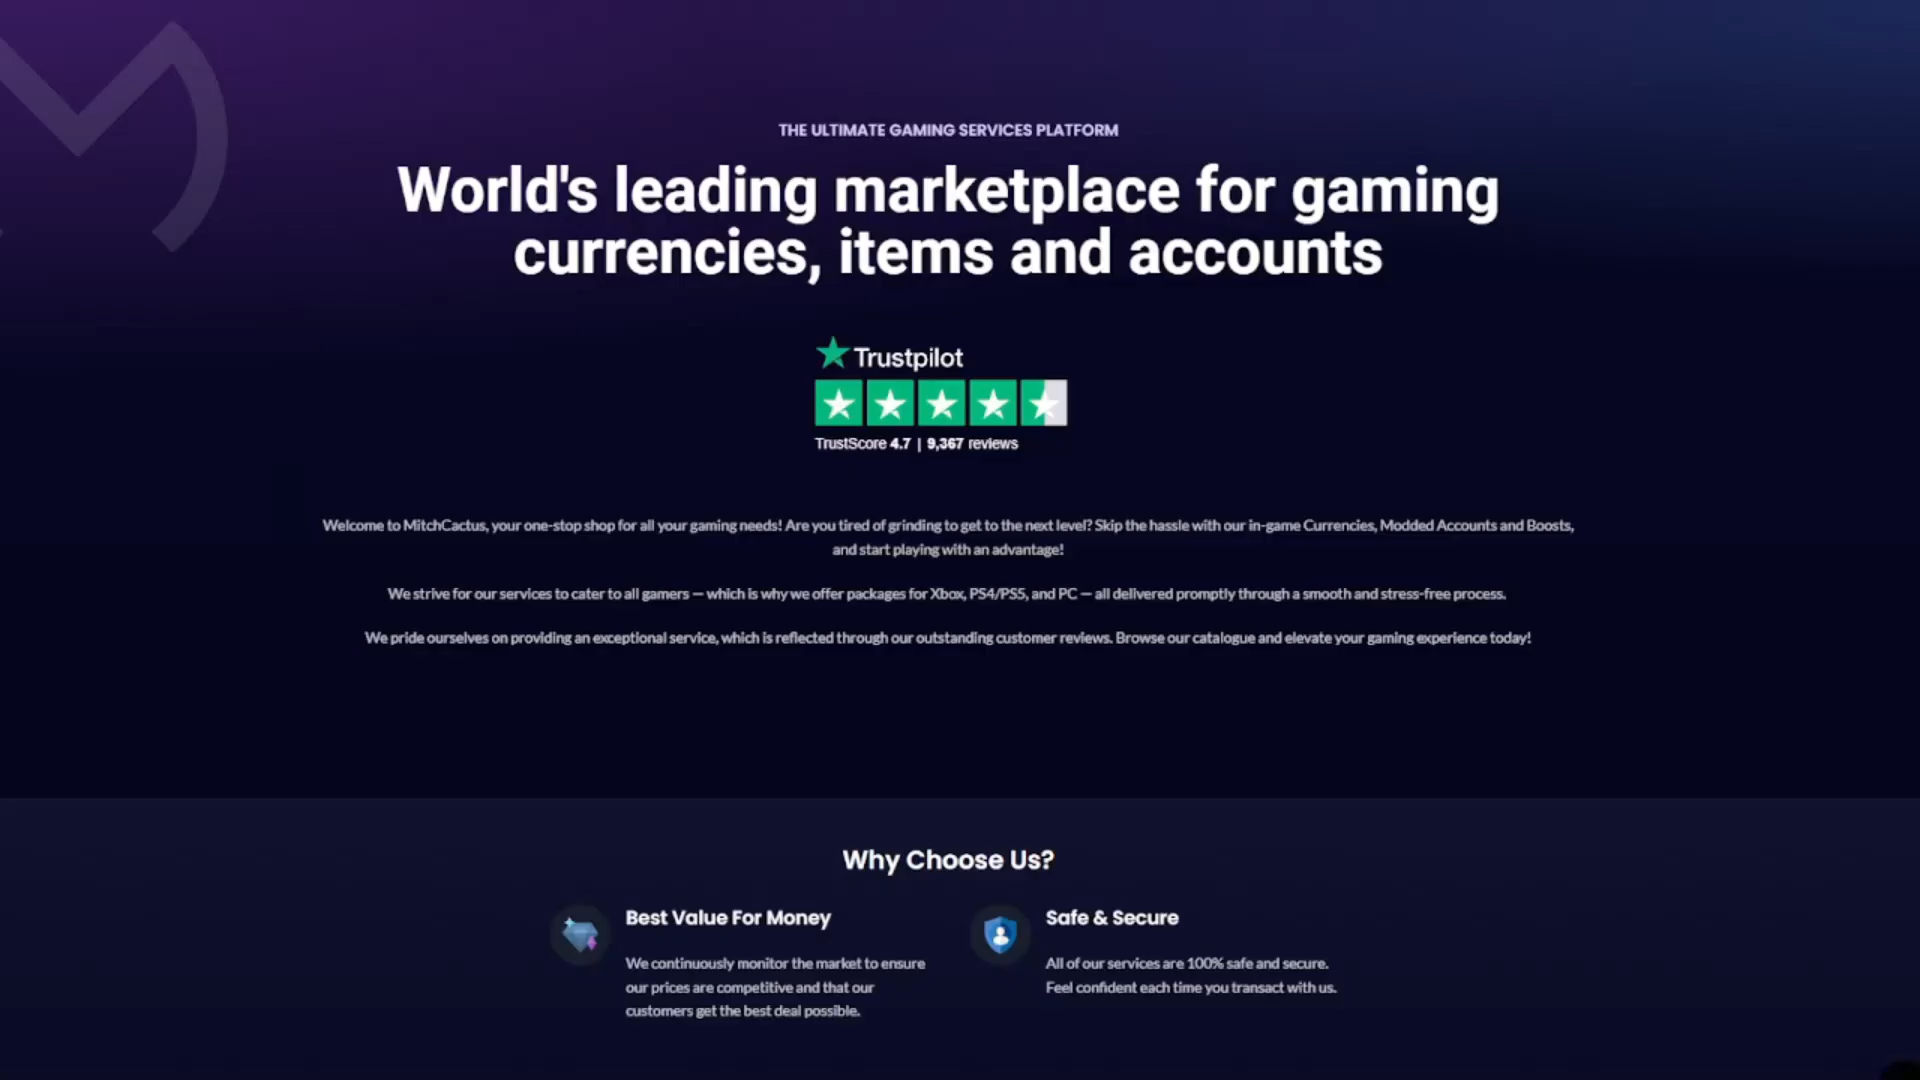 THE ULTIMATE GAMING SERVICES PLATFORM
World's leading marketplace for gaming
currencies, items and accounts
Trustpilot
TrustScore 4.7 | 9,367 reviews
Welcome to MitchCactus, your one-stop shop for all your gaming needs! Are you tired of grinding to get to the next level? Skip the hassle with our in-game Currencies, Modded Accounts and Boosts,
and start playing with an advantage!
We strive for our services to cater to all gamers — which is why we offer packages for Xbox, PS4/PS5, and PC — all delivered promptly through a smooth and stress-free process.
We pride ourselves on providing an exceptional service, which is reflected through our outstanding customer reviews. Browse our catalogue and elevate your gaming experience today!
Why Choose Us?
Best Value For Money
We continuously monitor the market to ensure
our prices are competitive and that our
customers get the best deal possible.
Safe & Secure
All of our services are 100% safe and secure.
Feel confident each time you transact with us.